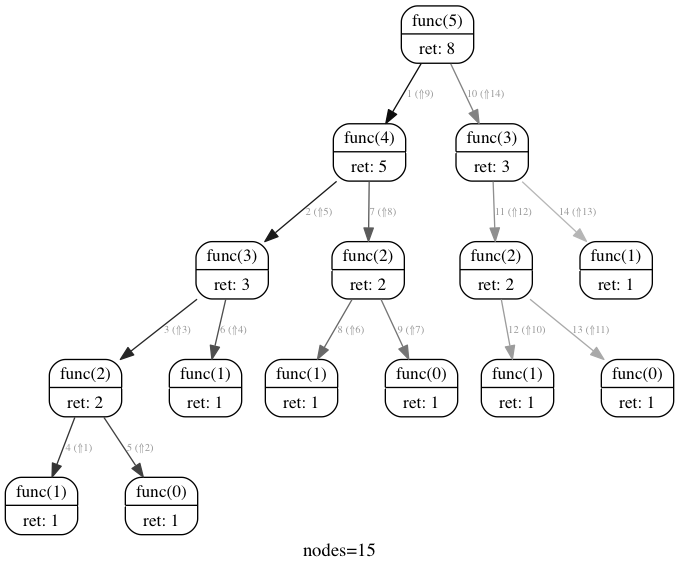 func(5)
ret: 8
1 (⇑9)
10 (⇑14)
func(4)
ret: 5
func(3)
ret: 3
2 (⇑5)
7 (⇑8)
11 (⇑12)
14 (⇑13)
func(3)
ret: 3
func(2)
ret: 2
func(2)
ret: 2
func(1)
ret: 1
3 (⇑3)
6 (⇑4)
8 (⇑6)
9 (⇑7)
12 (⇑10)
13 (⇑11)
func(2)
ret: 2
func(1)
ret: 1
func(1)
ret: 1
func(0)
ret: 1
func(1)
ret: 1
func(0)
ret: 1
4 (⇑1)
5 (⇑2)
func(1)
ret: 1
func(0)
ret: 1
nodes=15